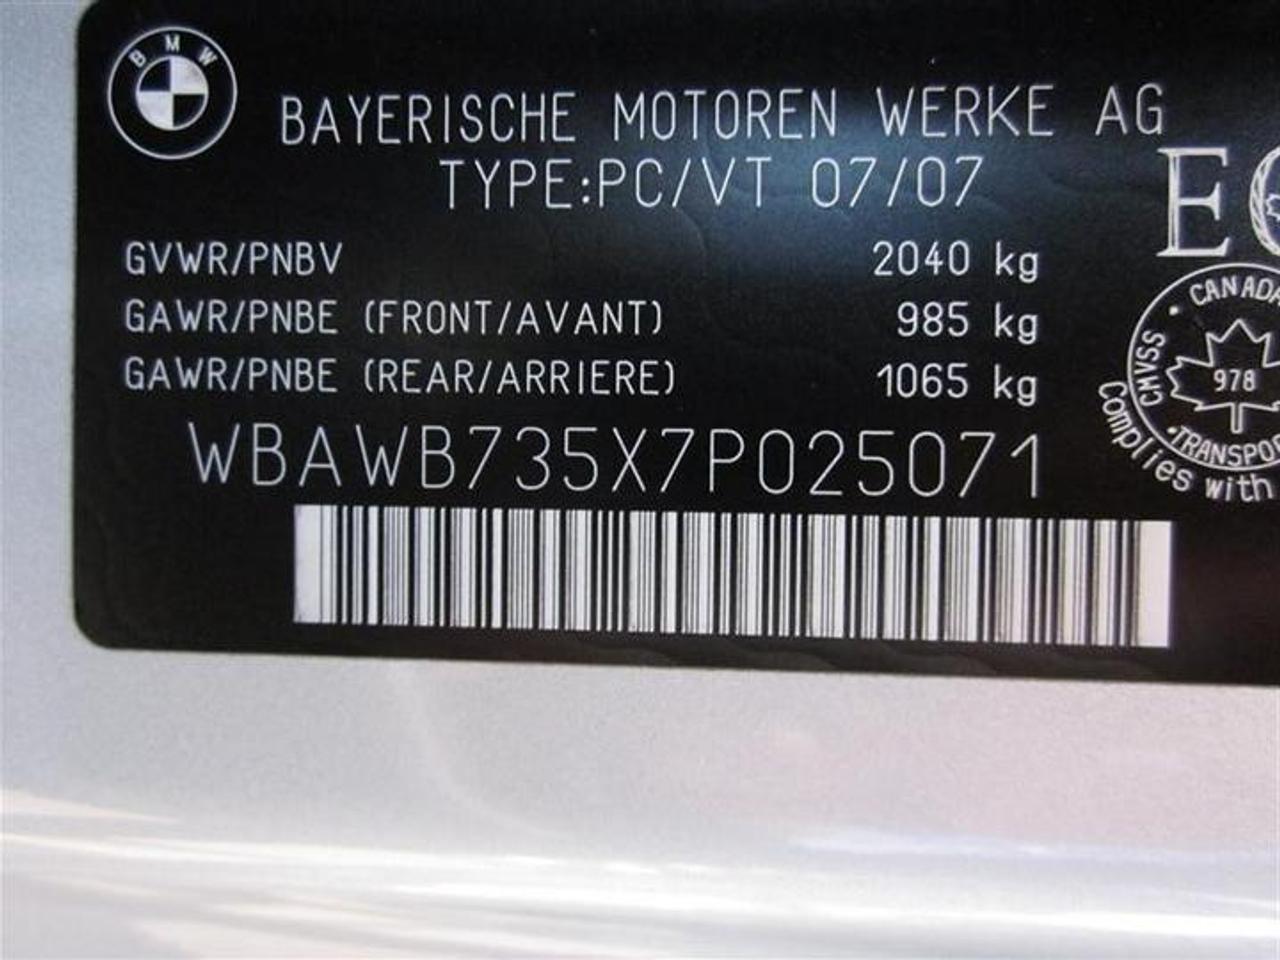 BMW
BAYERISCHE MOTOREN WERKE AG
TYPE:PC/VT 07/07
GVWR/PNBV 2040 kg
GAWR/PNBE (FRONT/AVANT) 985 kg
GAWR/PNBE (REAR/ARRIERE) 1065 kg
WBAWB735X7P025071
CANADA
CMVSS
978
TRANSPO
Complies with